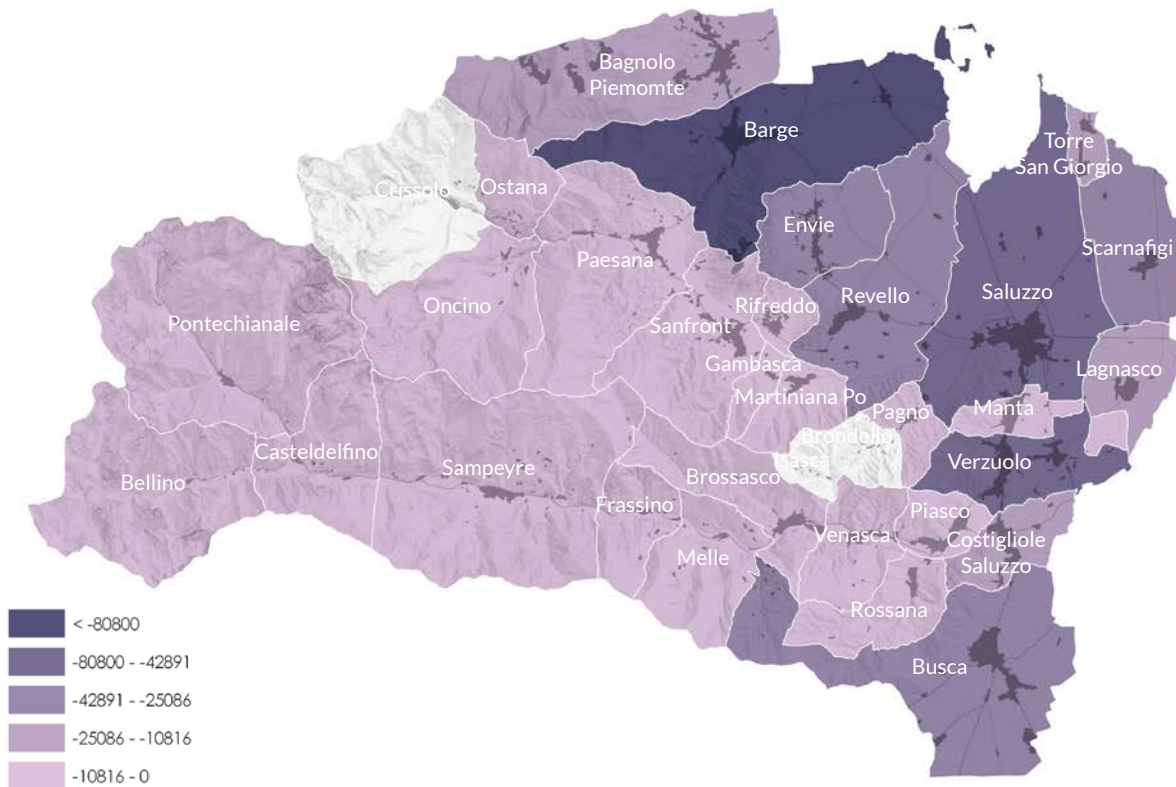 Bagnolo
Piemomte
Barge
Torre
San Giorgio
Crissolo
Ostana
Envie
Scarnafigi
Paesana
Oncino
Rifreddo
Revello
Saluzzo
Pontechianale
Sanfront
Gambasca
Lagnasco
Martiniana Po
Pagno
Manta
Brondello
Isasca
Casteldelfino
Bellino
Sampeyre
Brossasco
Verzuolo
Frassino
Piasco
Venasca
Costigliole
Saluzzo
Melle
Rossana
Busca
< -80800
-80800 - -42891
-42891 - -25086
-25086 - -10816
-10816 - 0